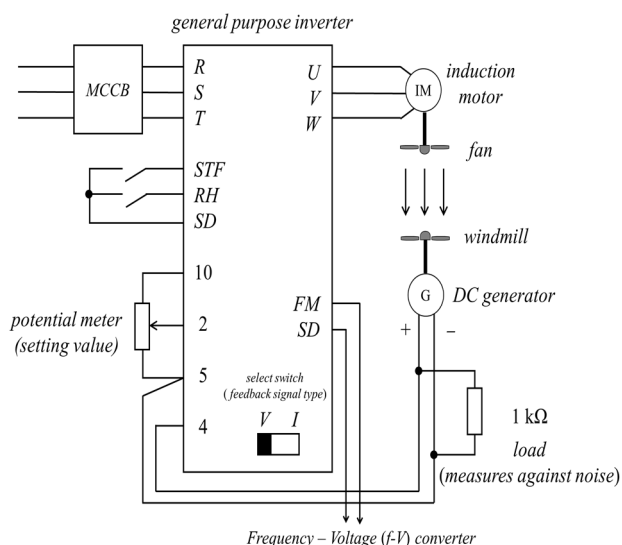 general purpose inverter
MCCB
R
S
T
U
V
W
IM
induction
motor
fan
STF
RH
SD
windmill
10
2
5
4
potential meter
(setting value)
FM
SD
G
DC generator
+ −
select switch
( feedback signal type)
V I
1 kΩ
load
(measures against noise)
Frequency – Voltage (f-V) converter